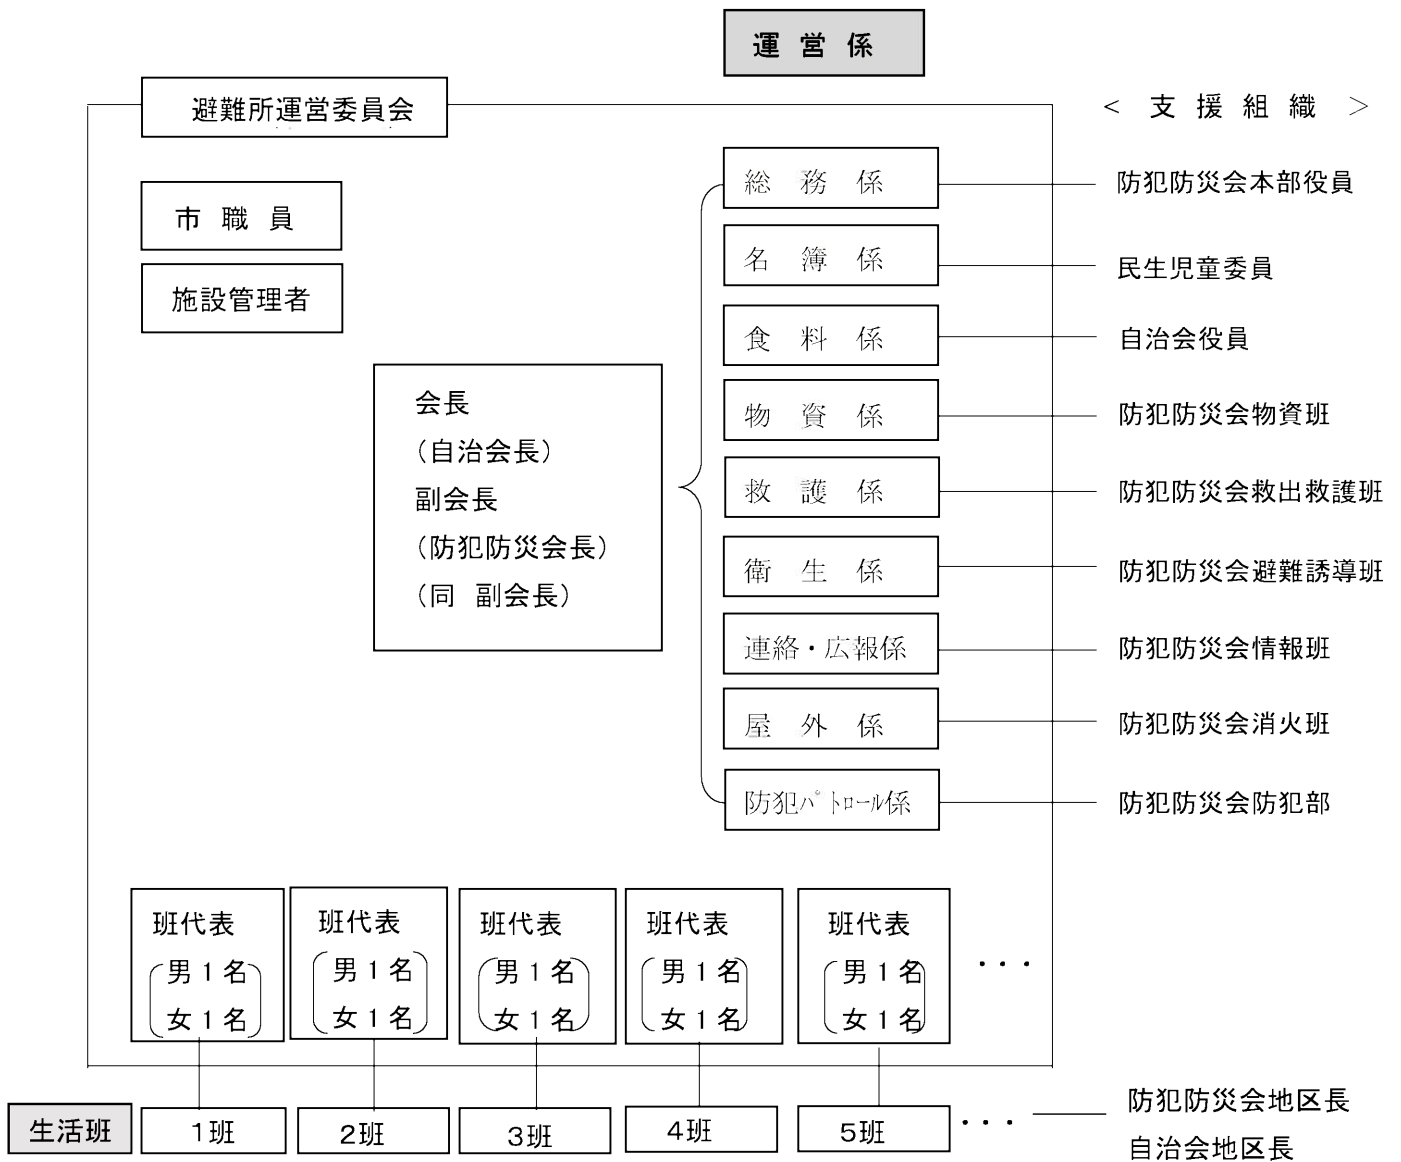 運 営 係
避難所運営委員会
＜ 支 援 組 織 ＞
市 職 員
施設管理者
会長
（自治会長）
副会長
（防犯防災会長）
（同 副会長）
総 務 係
防犯防災会本部役員
名 簿 係
民生児童委員
食 料 係
自治会役員
物 資 係
防犯防災会物資班
救 護 係
防犯防災会救出救護班
衛 生 係
防犯防災会避難誘導班
連絡・広報係
防犯防災会情報班
屋 外 係
防犯防災会消火班
防犯ﾊﾟﾄﾛｰﾙ係
防犯防災会防犯部
班代表
男１名
女１名
班代表
男１名
女１名
班代表
男１名
女１名
班代表
男１名
女１名
班代表
男１名
女１名
・・・
生活班
１班
２班
３班
４班
５班
・・・
防犯防災会地区長
自治会地区長